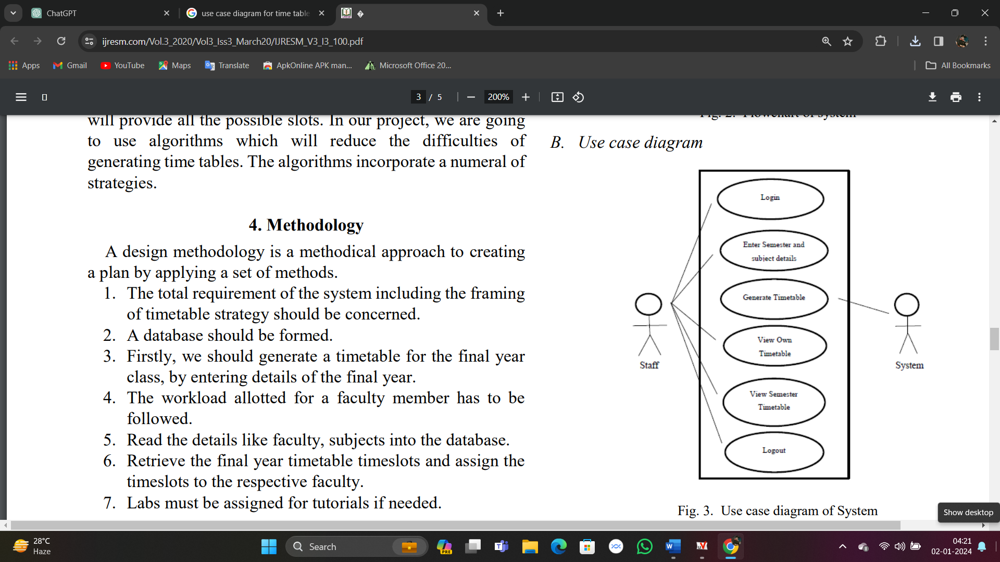 ChatGPT
use case diagram for time table
ijresm.com/Vol.3_2020/Vol3_Iss3_March20/IJRESM_V3_I3_100.pdf
Apps
Gmail
YouTube
Maps
Translate
ApkOnline APK man...
Microsoft Office 20...
All Bookmarks
3 / 5
200%
will provide all the possible slots. In our project, we are going
to use algorithms which will reduce the difficulties of
generating time tables. The algorithms incorporate a numeral of
strategies.
4. Methodology
A design methodology is a methodical approach to creating
a plan by applying a set of methods.
1. The total requirement of the system including the framing
of timetable strategy should be concerned.
2. A database should be formed.
3. Firstly, we should generate a timetable for the final year
class, by entering details of the final year.
4. The workload allotted for a faculty member has to be
followed.
5. Read the details like faculty, subjects into the database.
6. Retrieve the final year timetable timeslots and assign the
timeslots to the respective faculty.
7. Labs must be assigned for tutorials if needed.
Fig. 2. Flowchart of system
B. Use case diagram
Login
Enter Semester and
subject details
Generate Timetable
View Own
Timetable
View Semester
Timetable
Logout
Staff
System
Fig. 3. Use case diagram of System
Show desktop
28°C
Haze
Search
PRE
04:21
02-01-2024